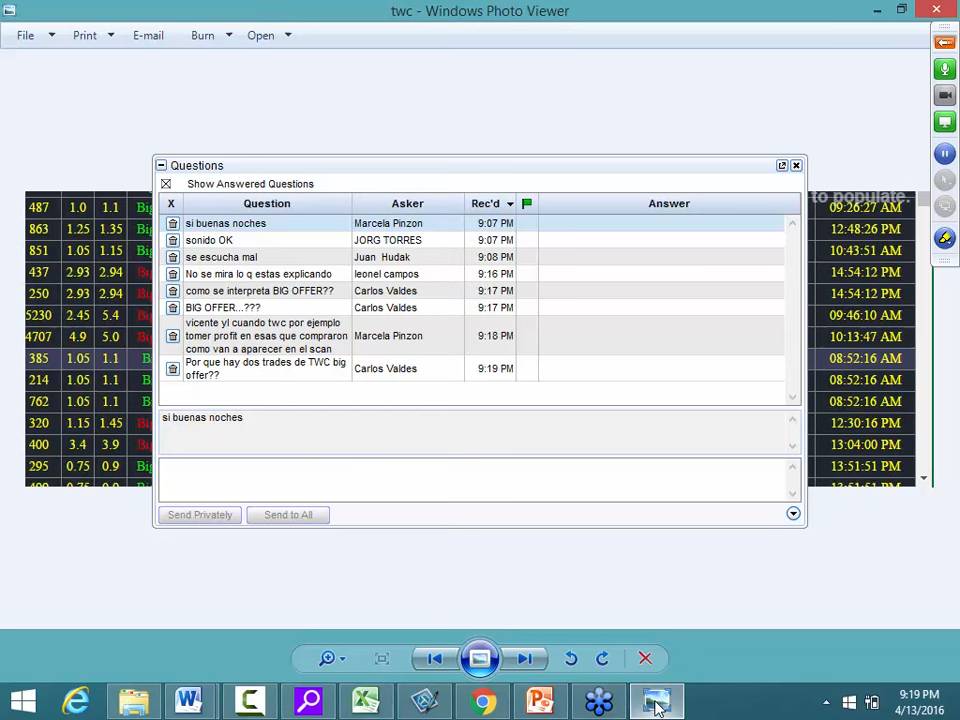 twc - Windows Photo Viewer
File Print E-mail Burn Open
Questions
Show Answered Questions
X Question Asker Rec'd Answer
si buenas noches Marcela Pinzon 9:07 PM
sonido OK JORG TORRES 9:07 PM
se escucha mal Juan Hudak 9:08 PM
No se mira lo q estas explicando leonel campos 9:16 PM
como se interpreta BIG OFFER?? Carlos Valdes 9:17 PM
BIG OFFER...??? Carlos Valdes 9:17 PM
vicente yl cuando twc por ejemplo
tomer profit en esas que compraron Marcela Pinzon 9:18 PM
como van a aparecer en el scan
Por que hay dos trades de TWC big
offer?? Carlos Valdes 9:19 PM
si buenas noches
Send Privately Send to All
to populate.
487 1.0 1.1 09:26:27 AM
863 1.25 1.35 12:48:26 PM
851 1.05 1.15 10:43:51 AM
437 2.93 2.94 14:54:12 PM
250 2.93 2.94 14:54:12 PM
5230 2.45 5.4 09:46:10 AM
4707 4.9 5.0 10:13:47 AM
385 1.05 1.1 08:52:16 AM
214 1.05 1.1 08:52:16 AM
762 1.05 1.1 08:52:16 AM
320 1.15 1.45 12:30:16 PM
400 3.4 3.9 13:04:00 PM
295 0.75 0.9 13:51:51 PM
9:19 PM
4/13/2016